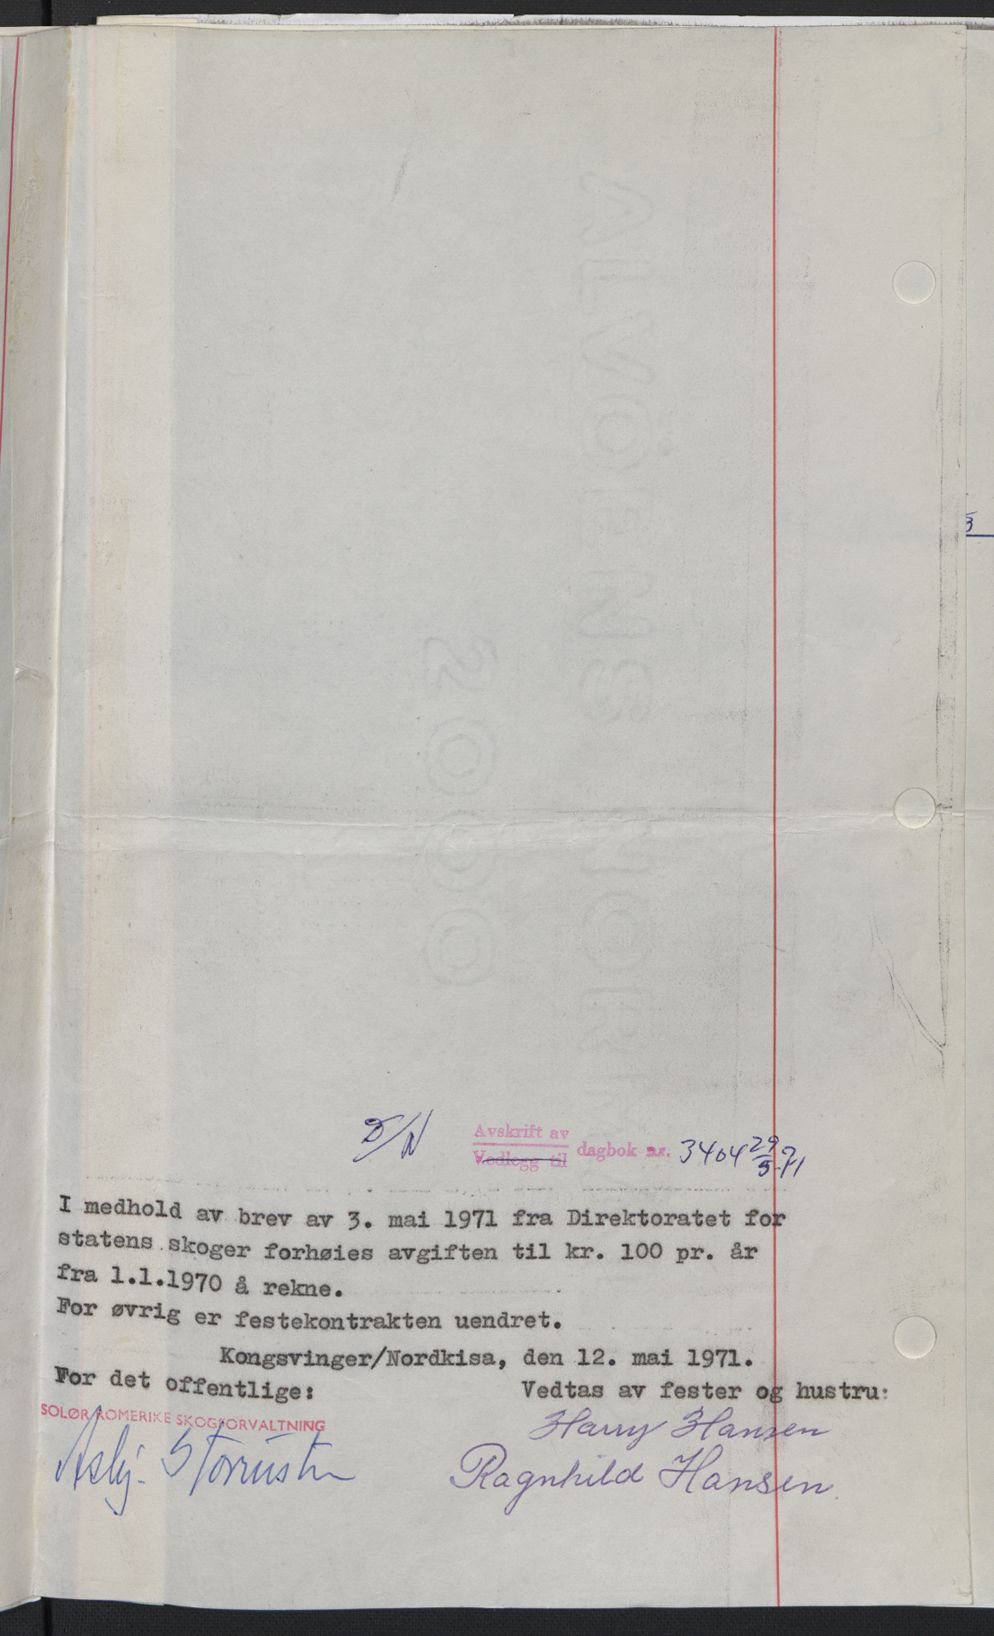 Avskrift av
Vedlegg til
dagbok nr. 3404 29/5-71
I medhold av brev av 3. mai 1971 fra Direktoratet for
statens skoger forhøies avgiften til kr. 100 pr. år
fra 1.1.1970 å rekne.
For øvrig er festekontrakten uendret.
Kongsvinger/Nordkisa, den 12. mai 1971.
For det offentlige:
Vedtas av fester og hustru:
SOLØR ROMERIKE SKOGFORVALTNING
Harry Hansen
Ragnhild Hansen